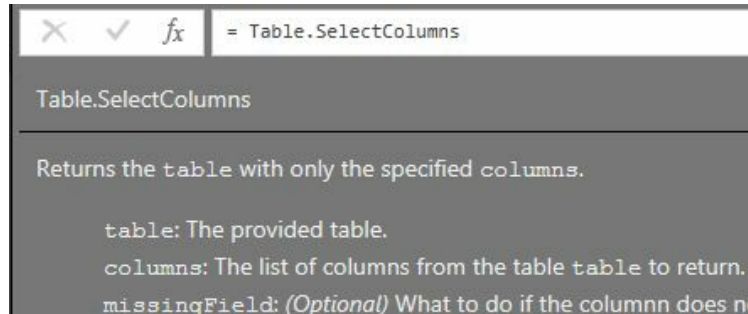 fx = Table.SelectColumns
Table.SelectColumns
Returns the table with only the specified columns.
table: The provided table.
columns: The list of columns from the table table to return.
missingField: (Optional) What to do if the columnn does